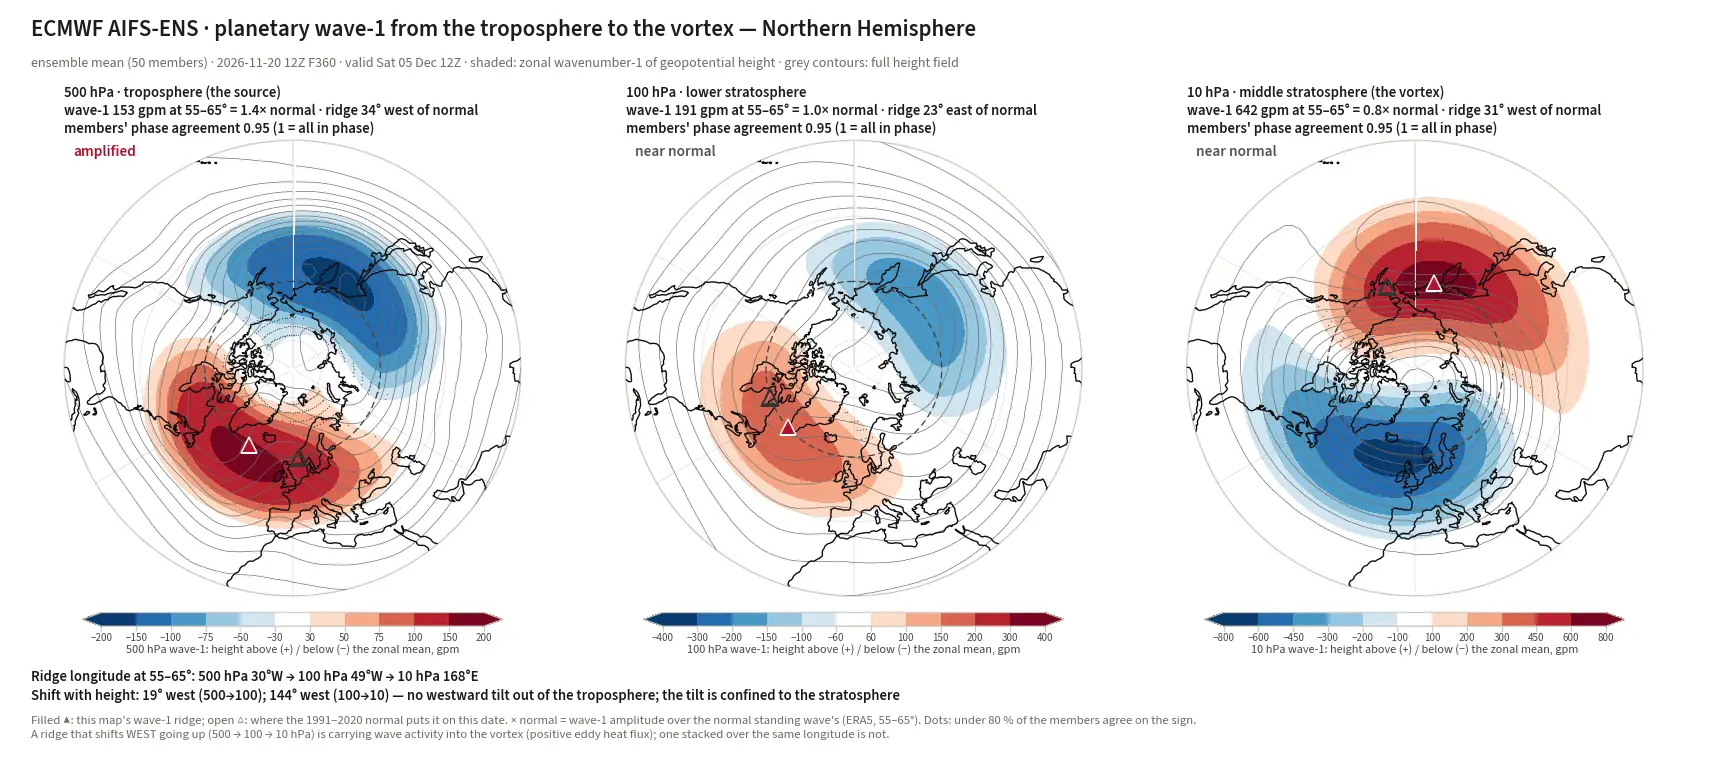 ECMWF AIFS-ENS · planetary wave-1 from the troposphere to the vortex — Northern Hemisphere
ensemble mean (50 members) · 2026-11-20 12Z F360 · valid Sat 05 Dec 12Z · shaded: zonal wavenumber-1 of geopotential height · grey contours: full height field
500 hPa · troposphere (the source)
wave-1 153 gpm at 55–65° = 1.4× normal · ridge 34° west of normal
members' phase agreement 0.95 (1 = all in phase)
amplified
100 hPa · lower stratosphere
wave-1 191 gpm at 55–65° = 1.0× normal · ridge 23° east of normal
members' phase agreement 0.95 (1 = all in phase)
near normal
10 hPa · middle stratosphere (the vortex)
wave-1 642 gpm at 55–65° = 0.8× normal · ridge 31° west of normal
members' phase agreement 0.95 (1 = all in phase)
near normal
−200 −150 −100 −75 −50 −30 30 50 75 100 150 200
500 hPa wave-1: height above (+) / below (−) the zonal mean, gpm
−400 −300 −200 −150 −100 −60 60 100 150 200 300 400
100 hPa wave-1: height above (+) / below (−) the zonal mean, gpm
−800 −600 −450 −300 −200 −100 100 200 300 450 600 800
10 hPa wave-1: height above (+) / below (−) the zonal mean, gpm
Ridge longitude at 55–65°: 500 hPa 30°W → 100 hPa 49°W → 10 hPa 168°E
Shift with height: 19° west (500→100); 144° west (100→10) — no westward tilt out of the troposphere; the tilt is confined to the stratosphere
Filled ▲: this map's wave-1 ridge; open △: where the 1991–2020 normal puts it on this date. × normal = wave-1 amplitude over the normal standing wave's (ERA5, 55–65°). Dots: under 80 % of the members agree on the sign.
A ridge that shifts WEST going up (500 → 100 → 10 hPa) is carrying wave activity into the vortex (positive eddy heat flux); one stacked over the same longitude is not.